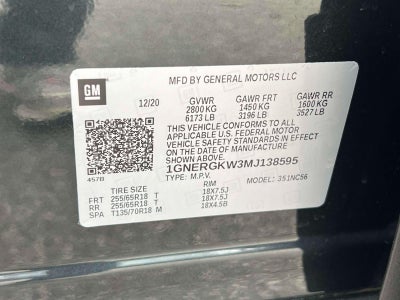 GM
MFD BY GENERAL MOTORS LLC
12/20 GVWR GAWR FRT GAWR RR
2800KG 1450 KG 1600 KG
6173 LB 3196 LB 3527 LB
THIS VEHICLE CONFORMS TO ALL
APPLICABLE U.S. FEDERAL MOTOR
VEHICLE SAFETY STANDARDS IN EFFECT
ON THE DATE OF MANUFACTURE SHOWN ABOVE.
1GNERGKW3MJ138595
457B TYPE: M.P.V. MODEL: 351NC56
TIRE SIZE RIM
FRT 255/65R18 T 18X7.5J
RR 255/65R18 T 18X7.5J
SPA T135/70R18 M 18X4.5B